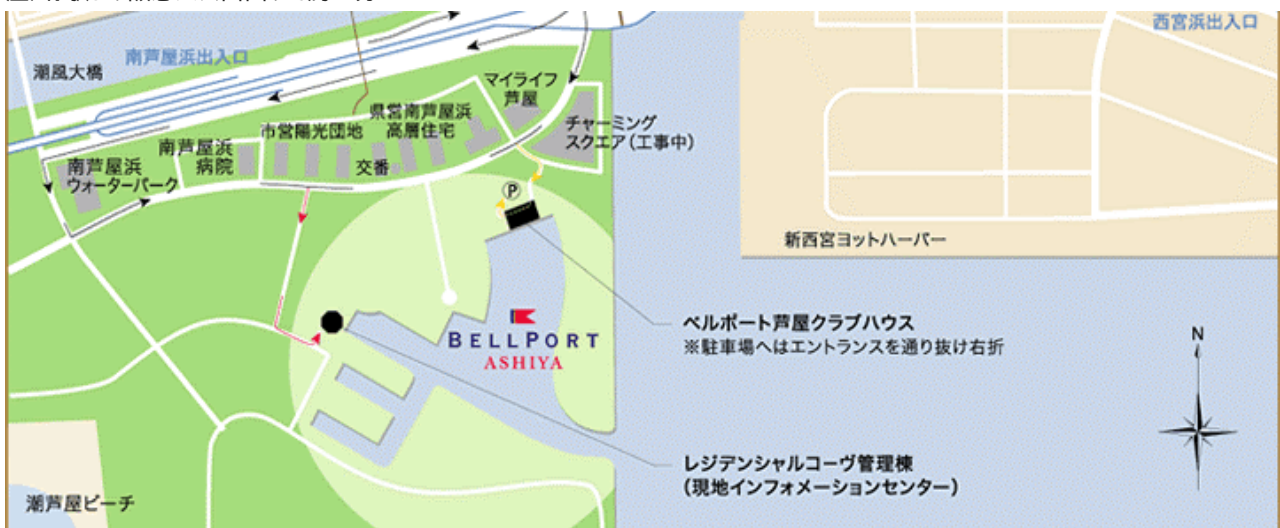 南芦屋浜出入口
西宮浜出入口
潮風大橋
マイライフ
芦屋
県営南芦屋浜
高層住宅
市営陽光団地
チャーミング
スクエア(工事中)
南芦屋浜
病院
交番
南芦屋浜
ウォーターパーク
P
新西宮ヨットハーバー
BELLPORT
ASHIYA
ベルポート芦屋クラブハウス
※駐車場へはエントランスを通り抜け右折
N
レジデンシャルコーヴ管理棟
(現地インフォメーションセンター)
潮芦屋ビーチ